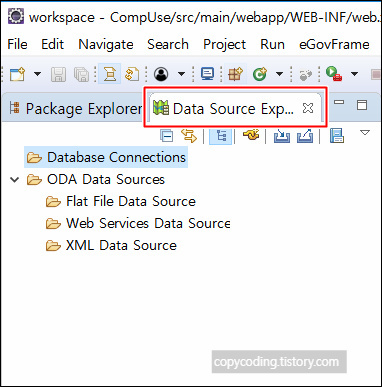 workspace - CompUse/src/main/webapp/WEB-INF/web.
File Edit Navigate Search Project Run eGovFrame
Package Explorer Data Source Exp...
Database Connections
ODA Data Sources
Flat File Data Source
Web Services Data Source
XML Data Source
copycoding.tistory.com